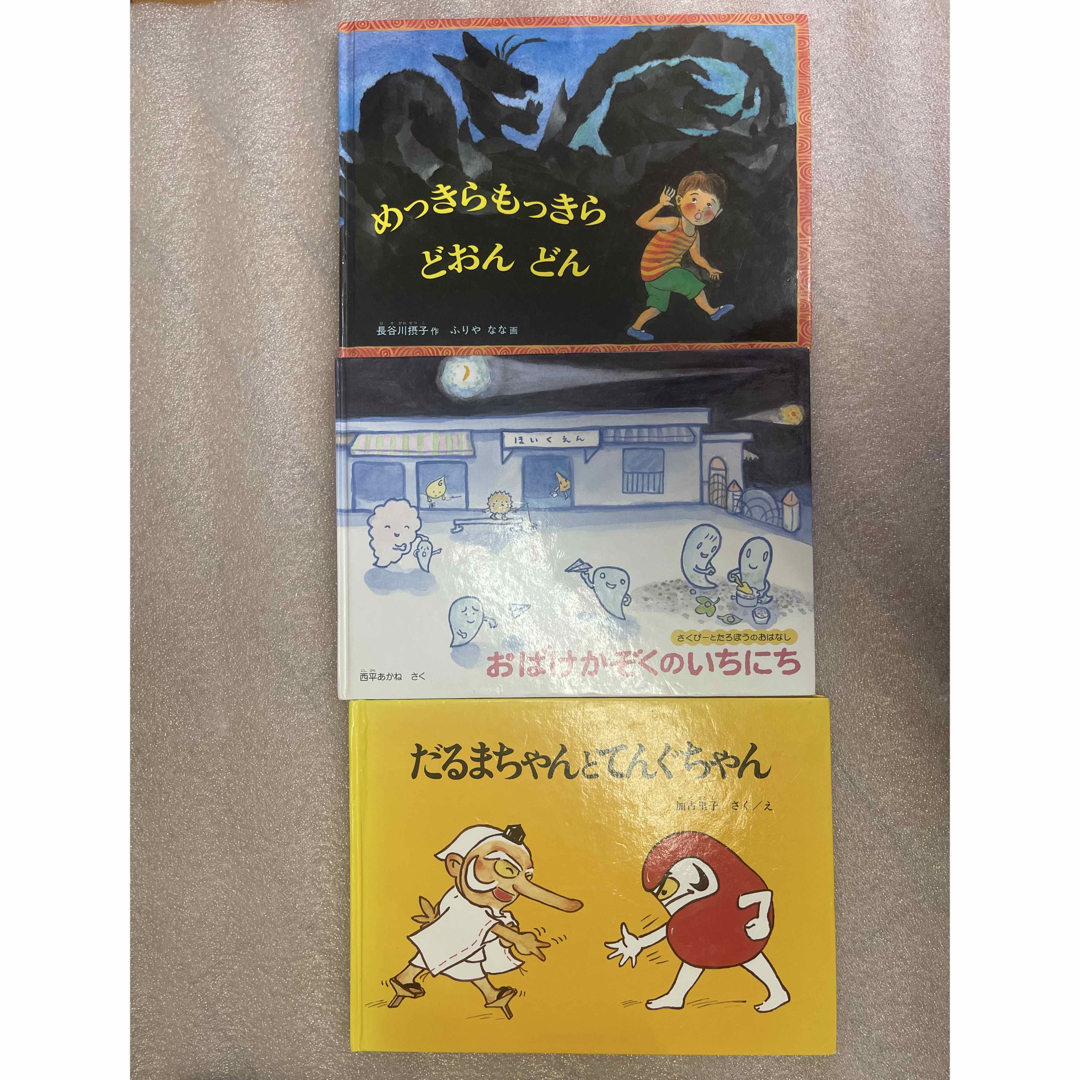 めっきらもっきら
どおん どん
長谷川摂子 作 ふりや なな 画
ほいくえん
さくぴーとたろぽうのおはなし
おばけかぞくのいちにち
西平あかね さく
だるまちゃんとてんぐちゃん
加古里子 さく/え